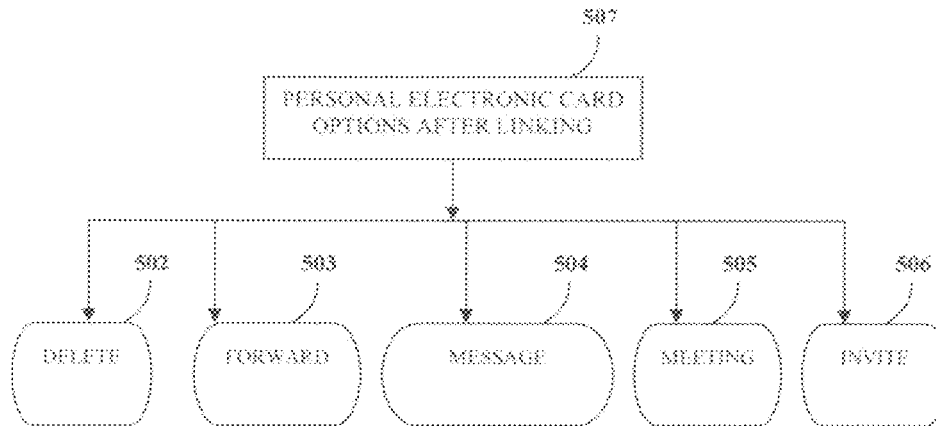 507
PERSONAL ELECTRONIC CARD
OPTIONS AFTER LINKING
502
503
504
505
506
DELETE
FORWARD
MESSAGE
MEETING
INVITE